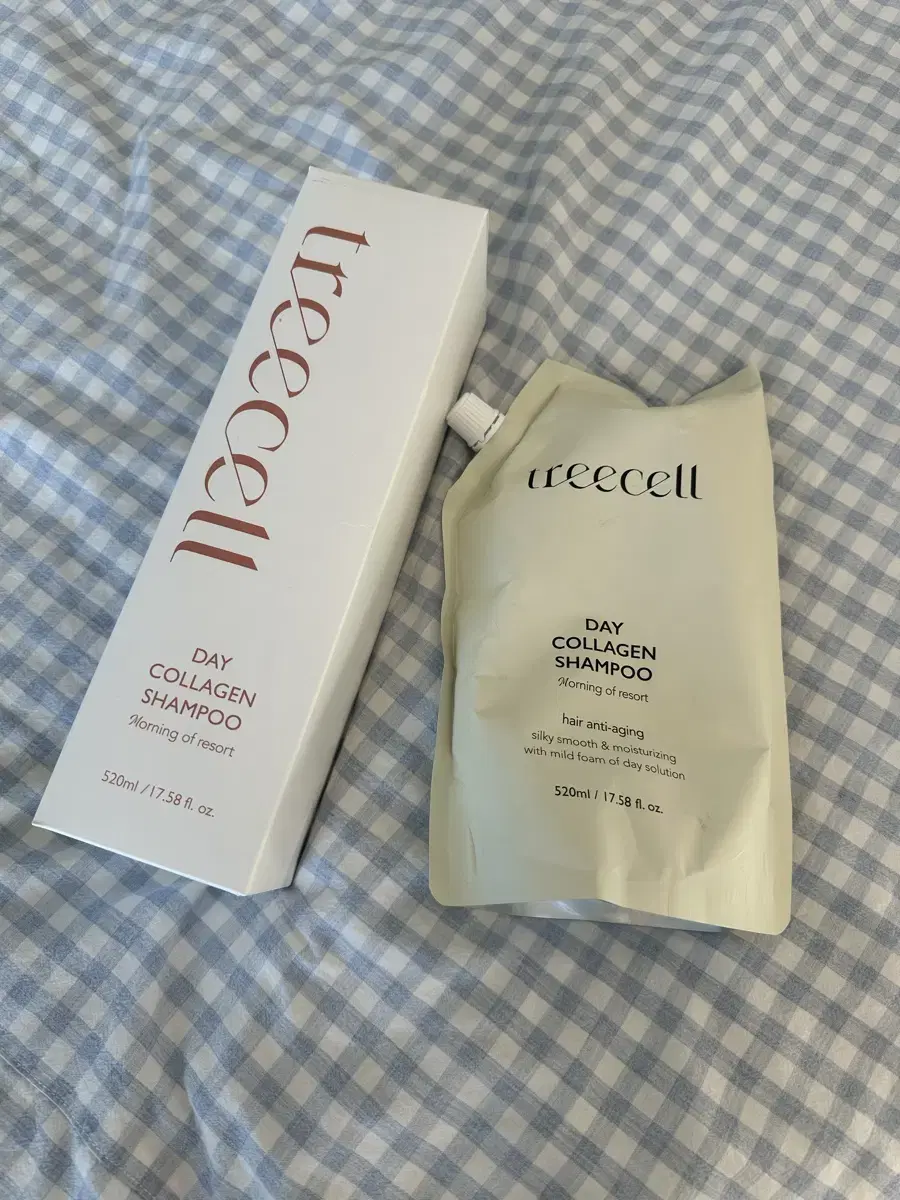 treecell
DAY
COLLAGEN
SHAMPOO
Morning of resort
520ml / 17.58 fl. oz.
treecell
DAY
COLLAGEN
SHAMPOO
Morning of resort
hair anti-aging
silky smooth & moisturizing
with mild foam of day solution
520ml / 17.58 fl. oz.